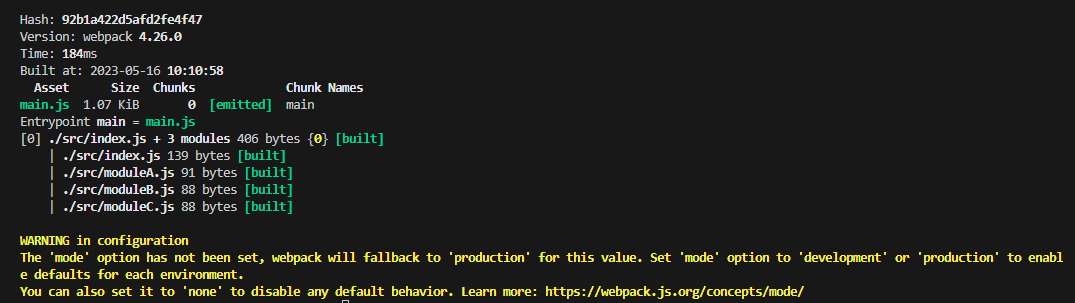 Hash: 92b1a422d5afd2fe4f47
Version: webpack 4.26.0
Time: 184ms
Built at: 2023-05-16 10:10:58
  Asset      Size  Chunks             Chunk Names
main.js  1.07 KiB       0  [emitted]  main
Entrypoint main = main.js
[0] ./src/index.js + 3 modules 406 bytes {0} [built]
    | ./src/index.js 139 bytes [built]
    | ./src/moduleA.js 91 bytes [built]
    | ./src/moduleB.js 88 bytes [built]
    | ./src/moduleC.js 88 bytes [built]

WARNING in configuration
The 'mode' option has not been set, webpack will fallback to 'production' for this value. Set 'mode' option to 'development' or 'production' to enabl
e defaults for each environment.
You can also set it to 'none' to disable any default behavior. Learn more: https://webpack.js.org/concepts/mode/